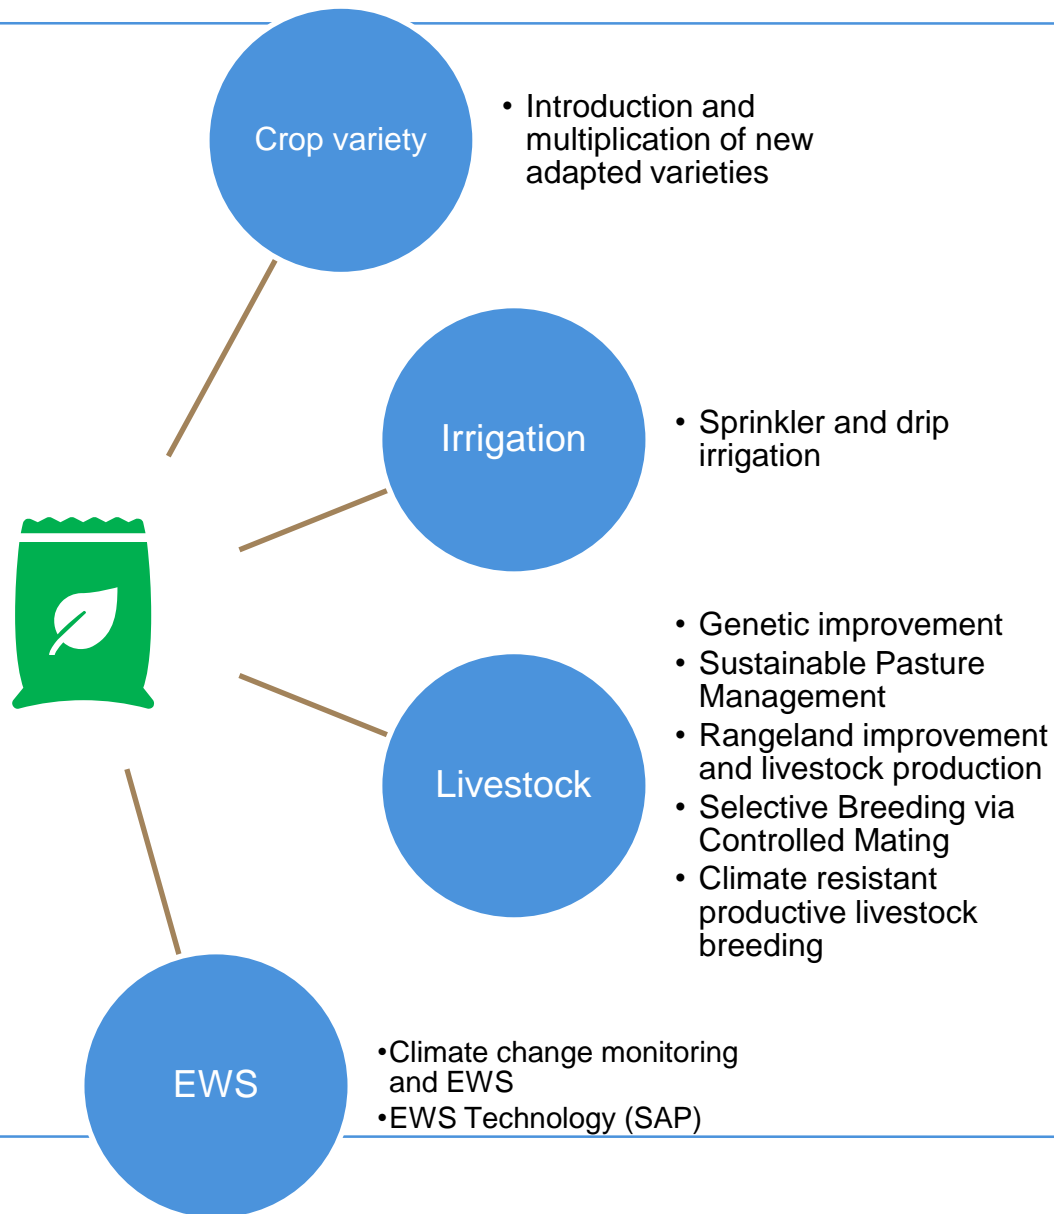 Crop variety
• Introduction and
multiplication of new
adapted varieties
Irrigation
• Sprinkler and drip
irrigation
Livestock
• Genetic improvement
• Sustainable Pasture
Management
• Rangeland improvement
and livestock production
• Selective Breeding via
Controlled Mating
• Climate resistant
productive livestock
breeding
EWS
•Climate change monitoring
and EWS
•EWS Technology (SAP)